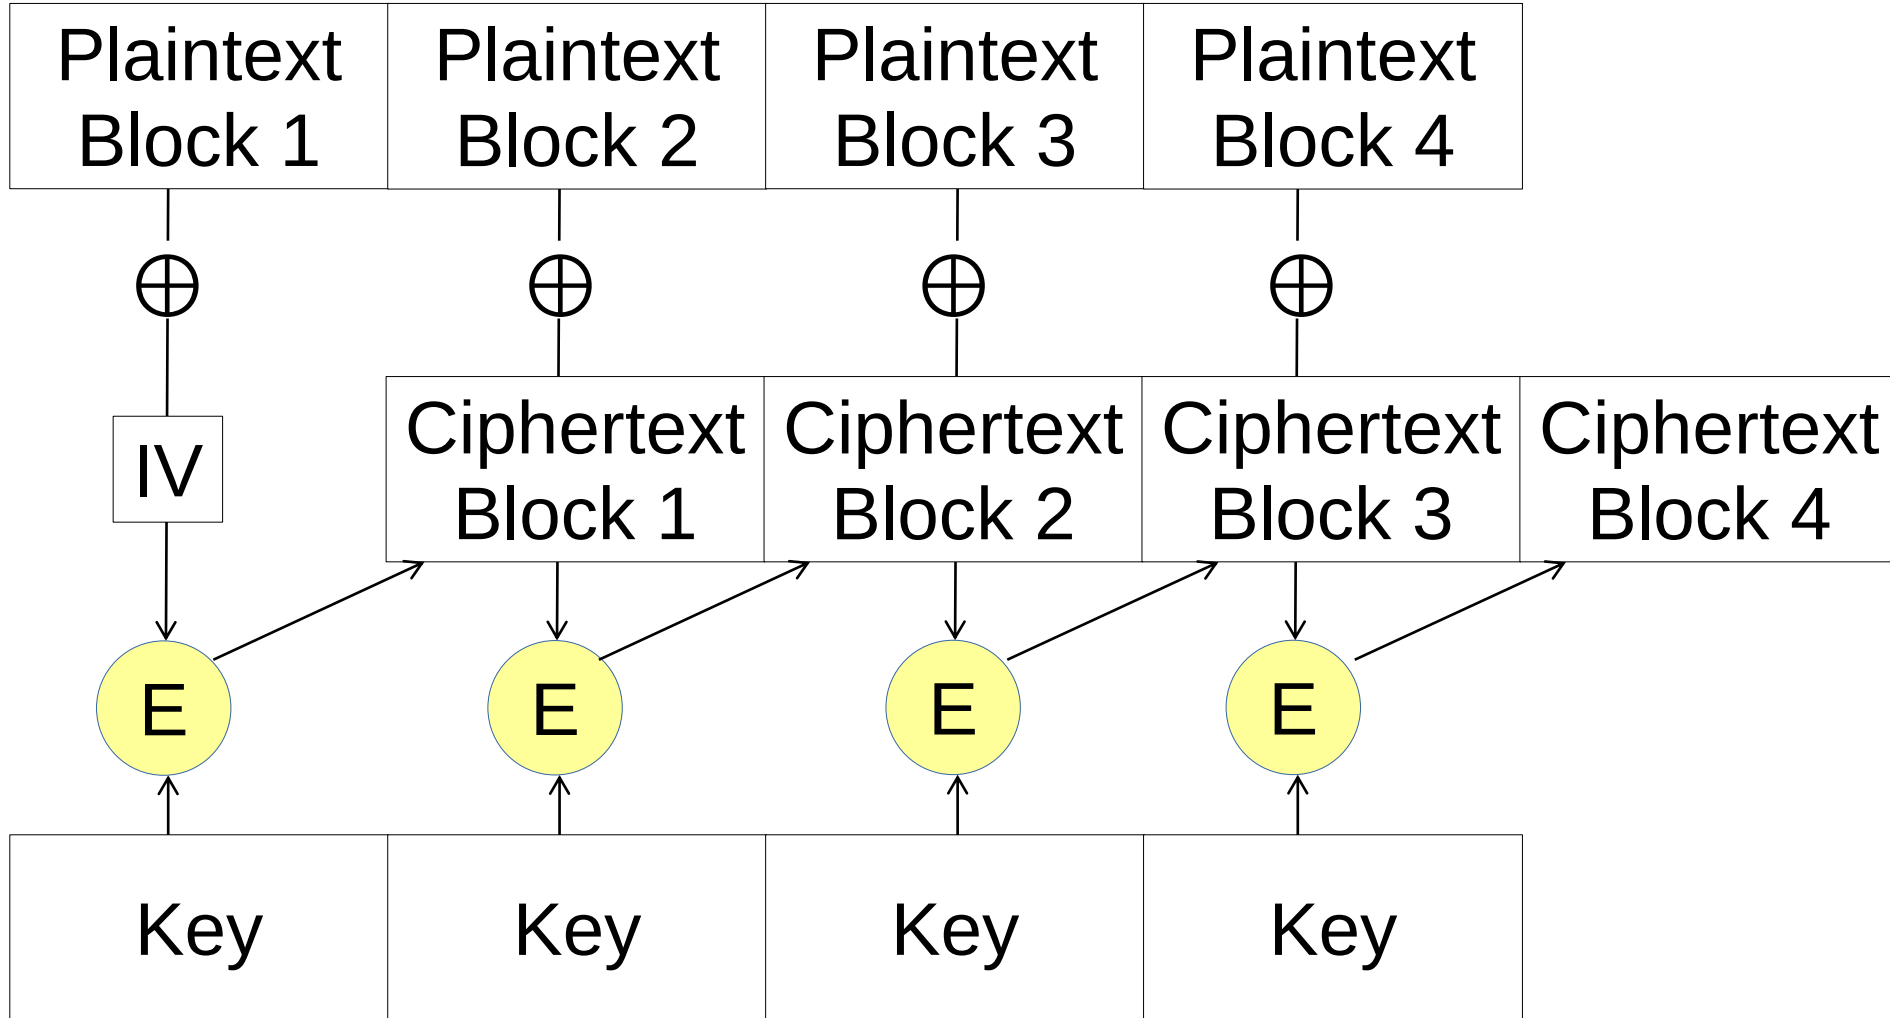 Plaintext
Block 1
Plaintext
Block 2
Plaintext
Block 3
Plaintext
Block 4
IV
Ciphertext
Block 1
Ciphertext
Block 2
Ciphertext
Block 3
Ciphertext
Block 4
E
E
E
E
Key
Key
Key
Key